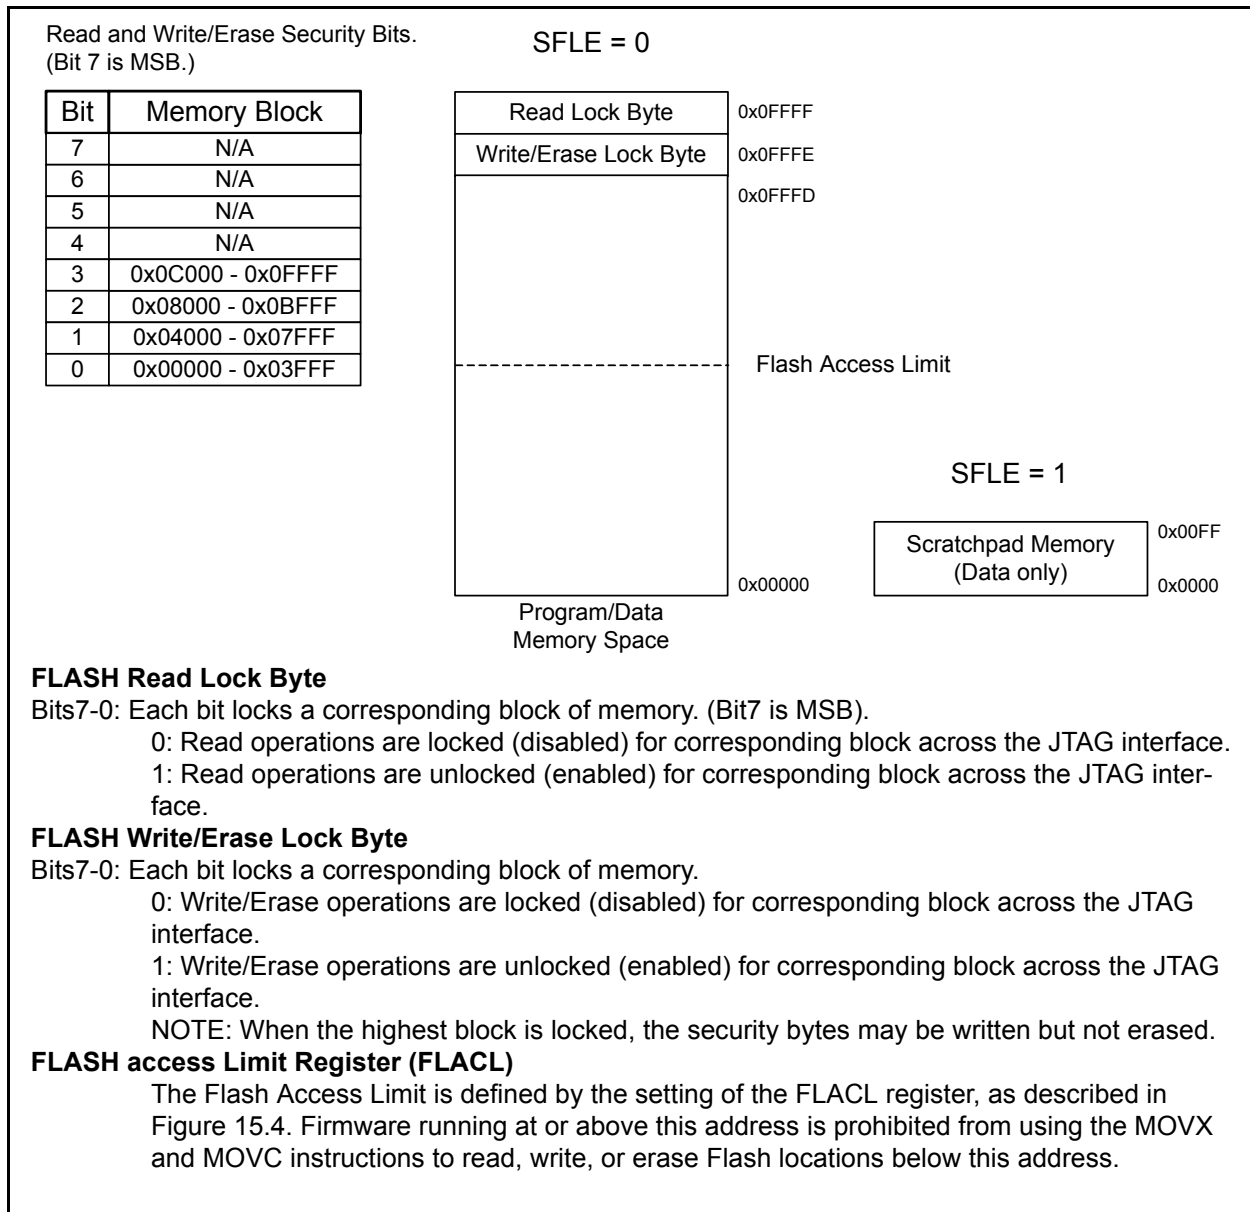 Read and Write/Erase Security Bits.
(Bit 7 is MSB.)
SFLE = 0
Bit Memory Block
7 N/A
6 N/A
5 N/A
4 N/A
3 0x0C000 - 0x0FFFF
2 0x08000 - 0x0BFFF
1 0x04000 - 0x07FFF
0 0x00000 - 0x03FFF
Read Lock Byte 0x0FFFF
Write/Erase Lock Byte 0x0FFFE
0x0FFFD
Flash Access Limit
0x00000
Program/Data
Memory Space
SFLE = 1
Scratchpad Memory
(Data only)
0x00FF
0x0000
FLASH Read Lock Byte
Bits7-0: Each bit locks a corresponding block of memory. (Bit7 is MSB).
0: Read operations are locked (disabled) for corresponding block across the JTAG interface.
1: Read operations are unlocked (enabled) for corresponding block across the JTAG inter-
face.
FLASH Write/Erase Lock Byte
Bits7-0: Each bit locks a corresponding block of memory.
0: Write/Erase operations are locked (disabled) for corresponding block across the JTAG
interface.
1: Write/Erase operations are unlocked (enabled) for corresponding block across the JTAG
interface.
NOTE: When the highest block is locked, the security bytes may be written but not erased.
FLASH access Limit Register (FLACL)
The Flash Access Limit is defined by the setting of the FLACL register, as described in
Figure 15.4. Firmware running at or above this address is prohibited from using the MOVX
and MOVC instructions to read, write, or erase Flash locations below this address.